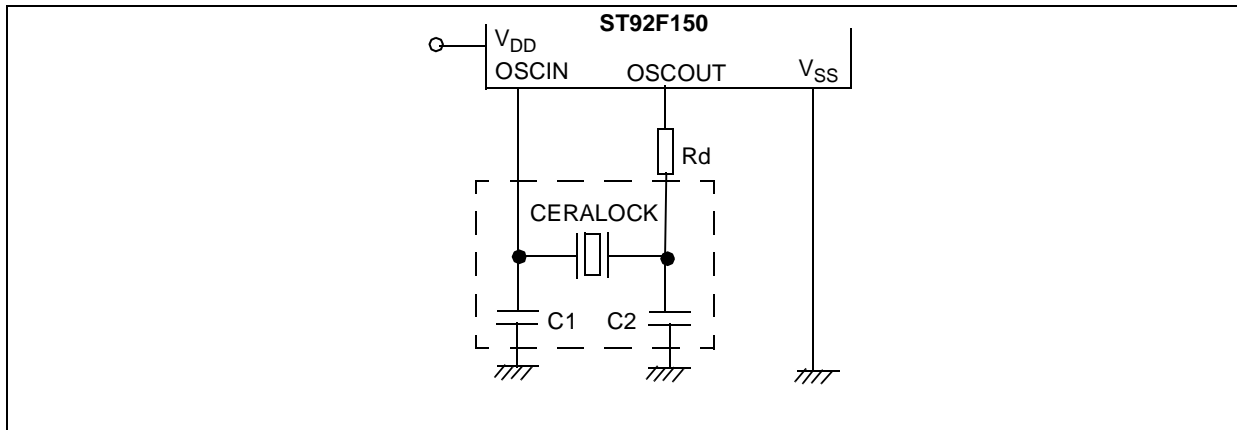 ST92F150
VDD
OSCIN
OSCOUT
VSS
Rd
CERALOCK
C1
C2